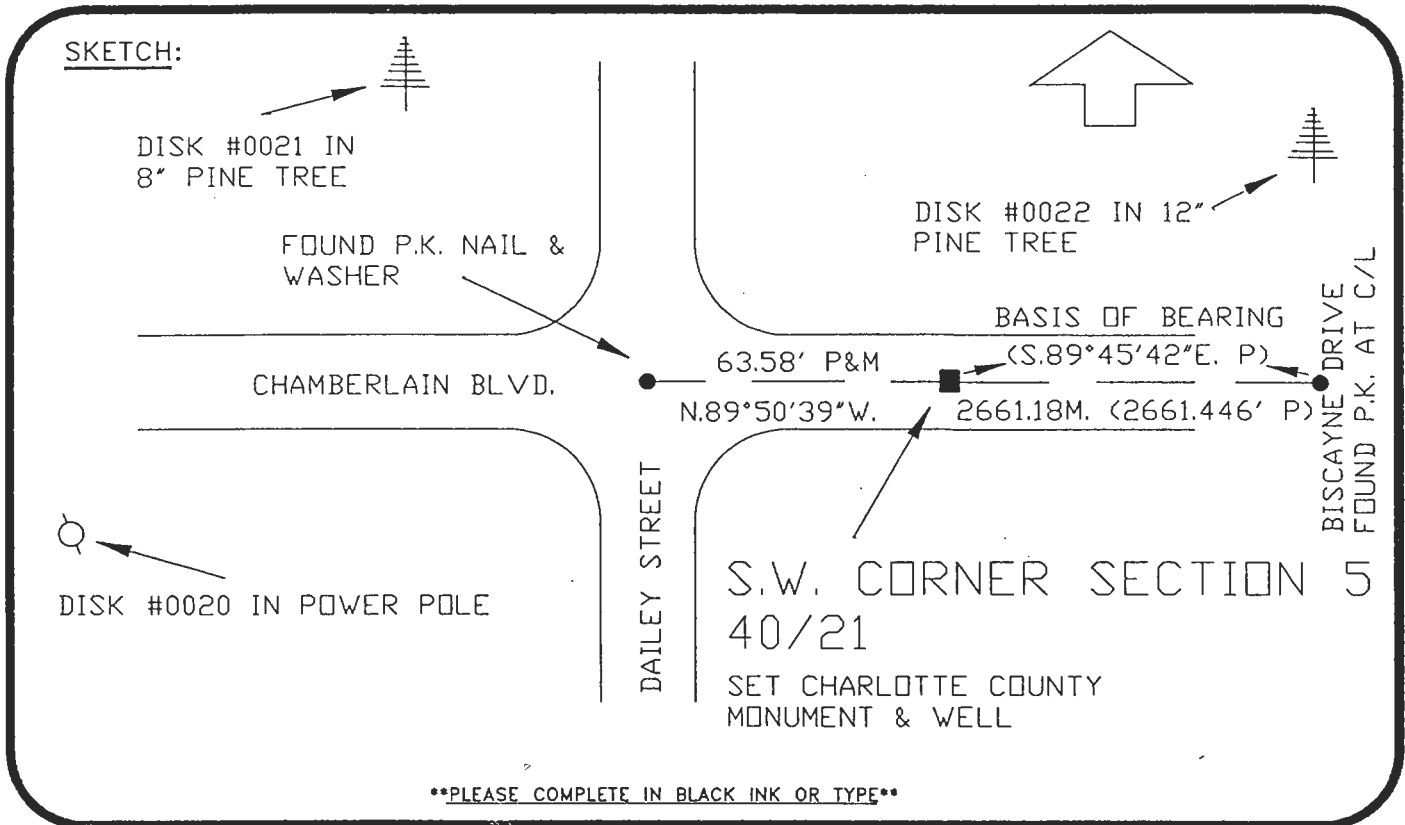 SKETCH:
DISK #0021 IN
8" PINE TREE
DISK #0022 IN 12"
PINE TREE
FOUND P.K. NAIL &
WASHER
BASIS OF BEARING
(S.89°45'42"E. P)
63.58' P&M
CHAMBERLAIN BLVD.
N.89°50'39"W.
2661.18M. (2661.446' P)
BISCAYNE DRIVE
FOUND P.K. AT C/L
DAILEY STREET
DISK #0020 IN POWER POLE
S.W. CORNER SECTION 5
40/21
SET CHARLOTTE COUNTY
MONUMENT & WELL
**PLEASE COMPLETE IN BLACK INK OR TYPE**